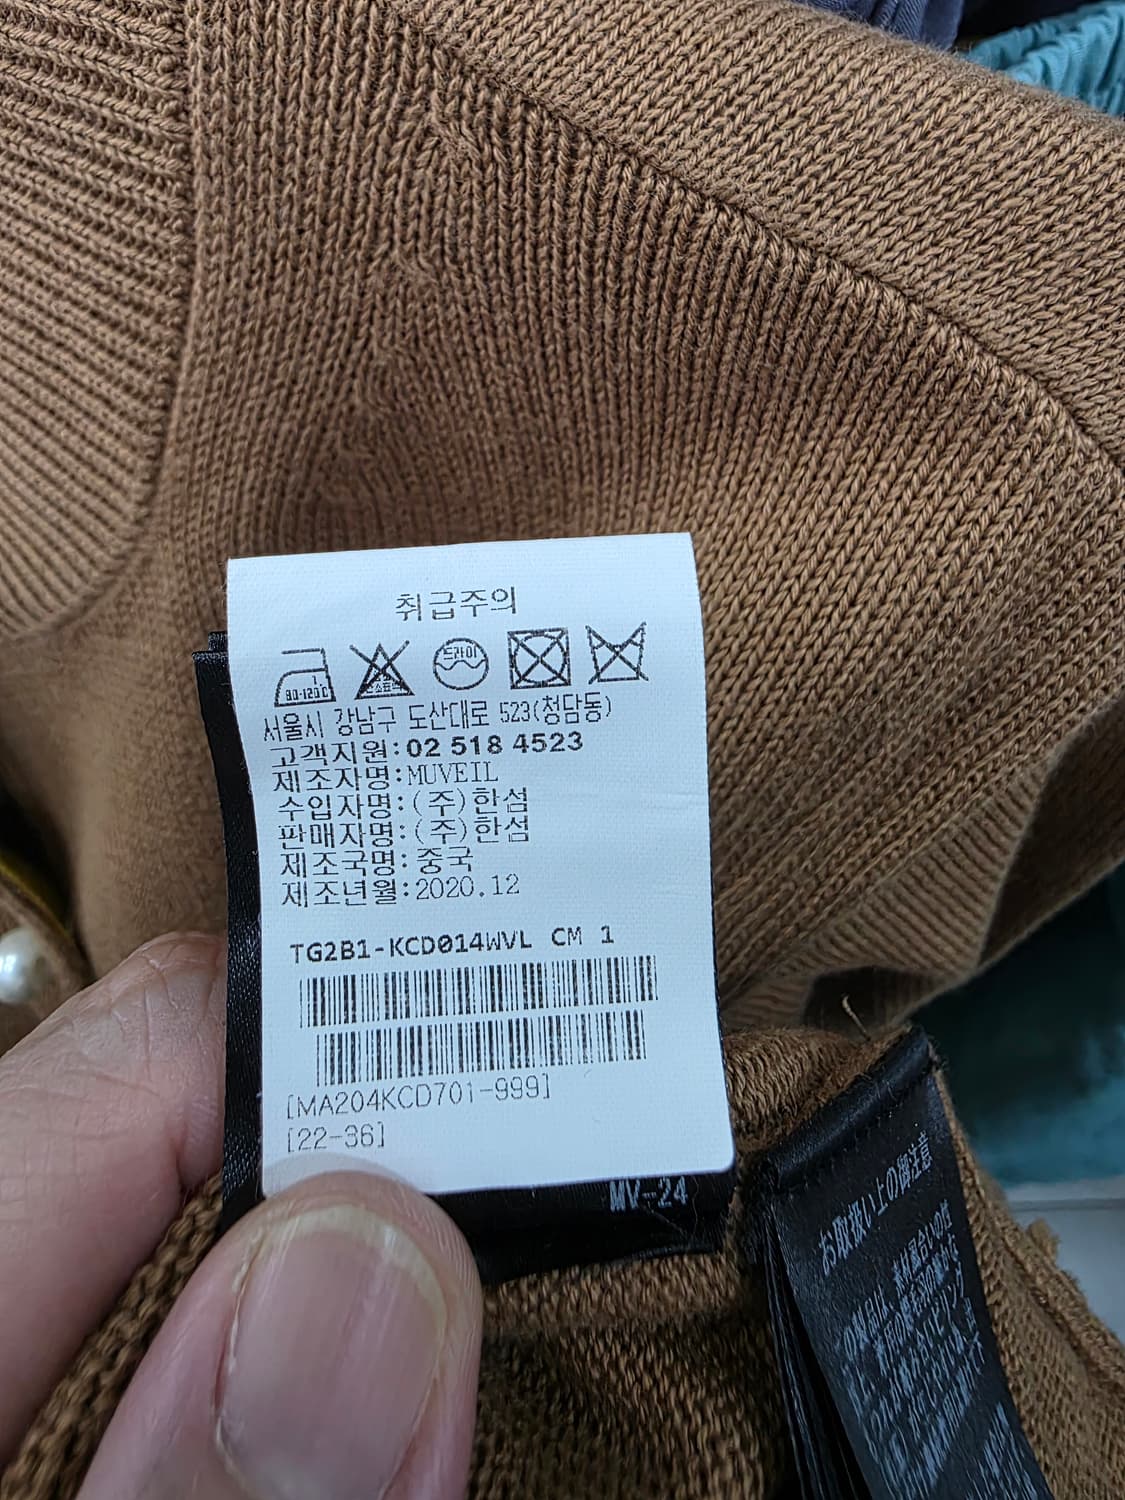 취급주의
1.
80-120℃
드라이
서울시 강남구 도산대로 523(청담동)
고객지원:02 518 4523
제조자명:MUVEIL
수입자명:(주)한섬
판매자명:(주)한섬
제조국명:중국
제조년월:2020.12
TG2B1-KCD014WVL CM 1
[MA204KCD701-999]
[22-36]
MV-24
お取扱い上の御注意